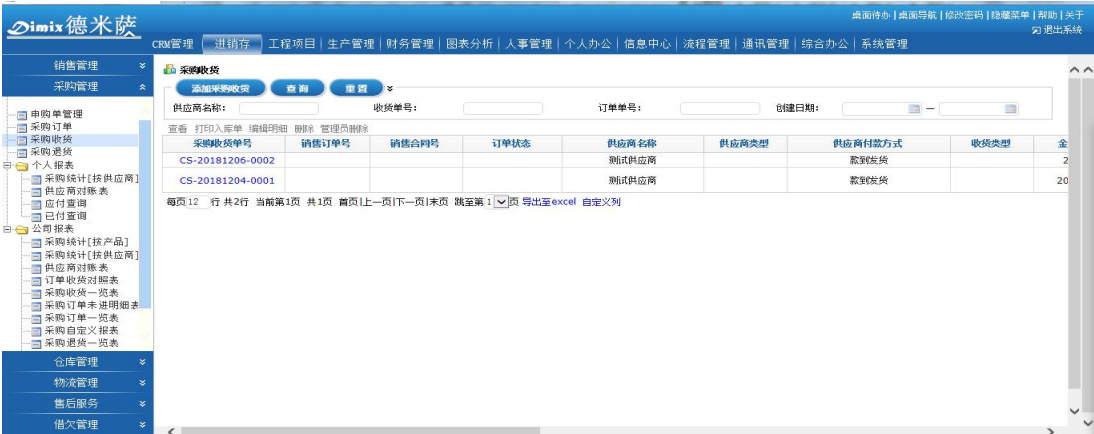 Dimix德米萨
桌面待办 | 桌面导航 | 修改密码 | 隐藏菜单 | 帮助 | 关于
退出系统
CRM管理 | 进销存 | 工程项目 | 生产管理 | 财务管理 | 图表分析 | 人事管理 | 个人办公 | 信息中心 | 流程管理 | 通讯管理 | 综合办公 | 系统管理
销售管理
采购管理
申购单管理
采购订单
采购收货
采购退货
个人报表
采购统计[按供应商]
供应商对账表
应付查询
已付查询
公司报表
采购统计[按产品]
采购统计[按供应商]
供应商对账表
订单收货对照表
采购收货一览表
采购订单未进明细表
采购订单一览表
采购自定义报表
采购退货一览表
仓库管理
物流管理
售后服务
借欠管理
采购收货
添加采购收货 查询 重置
供应商名称： 收货单号： 订单单号： 创建日期： —
查看 打印入库单 编辑明细 删除 管理员删除
采购收货单号 销售订单号 销售合同号 订单状态 供应商名称 供应商类型 供应商付款方式 收货类型 金
CS-20181206-0002 测试供应商 款到发货 2
CS-20181204-0001 测试供应商 款到发货 20
每页 12 行 共2行 当前第1页 共1页 首页|上一页|下一页|末页 跳至第 1 页 导出至excel 自定义列